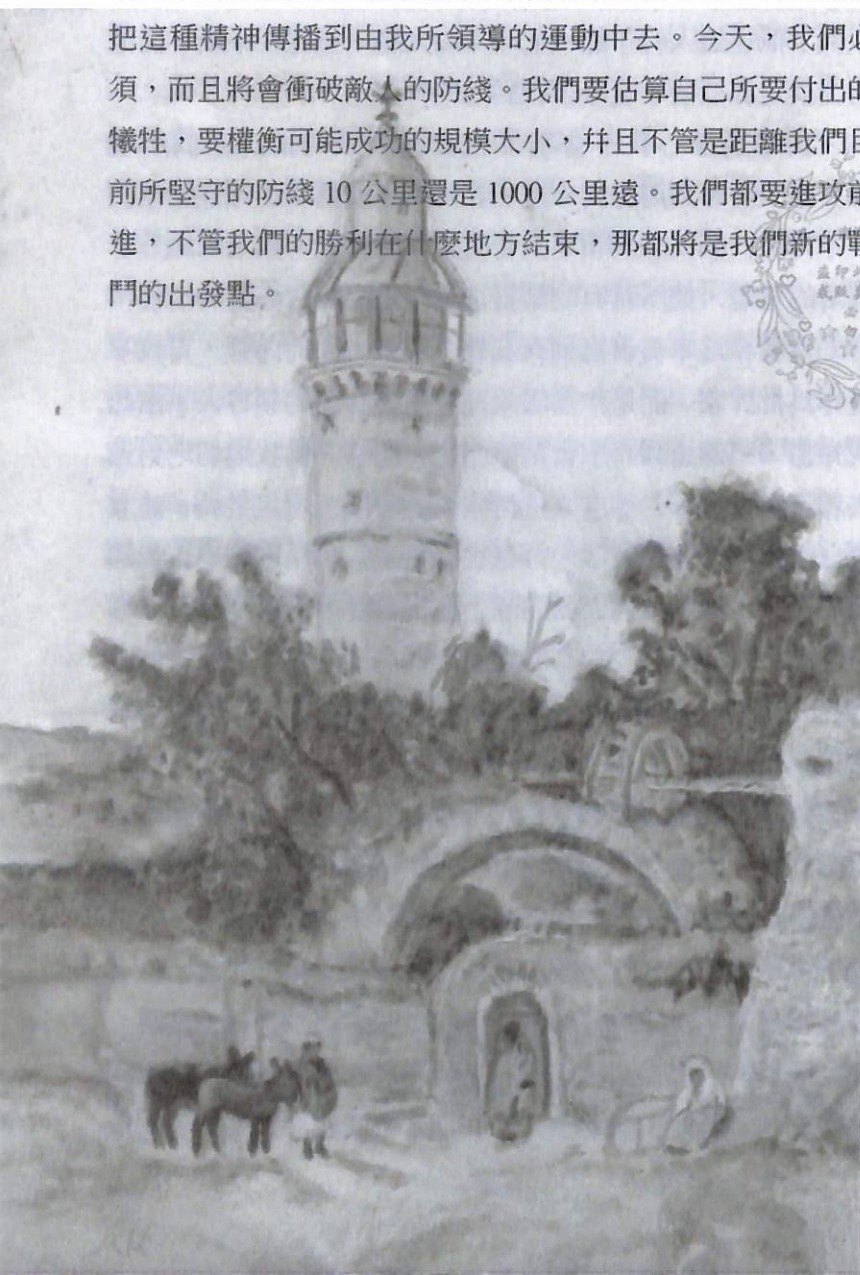 把這種精神傳播到由我所領導的運動中去。今天，我們必
須，而且將會衝破敵人的防綫。我們要估算自己所要付出的
犧牲，要權衡可能成功的規模大小，幷且不管是距離我們目
前所堅守的防綫 10 公里還是 1000 公里遠。我們都要進攻前
進，不管我們的勝利在什麼地方結束，那都將是我們新的戰
鬥的出發點。